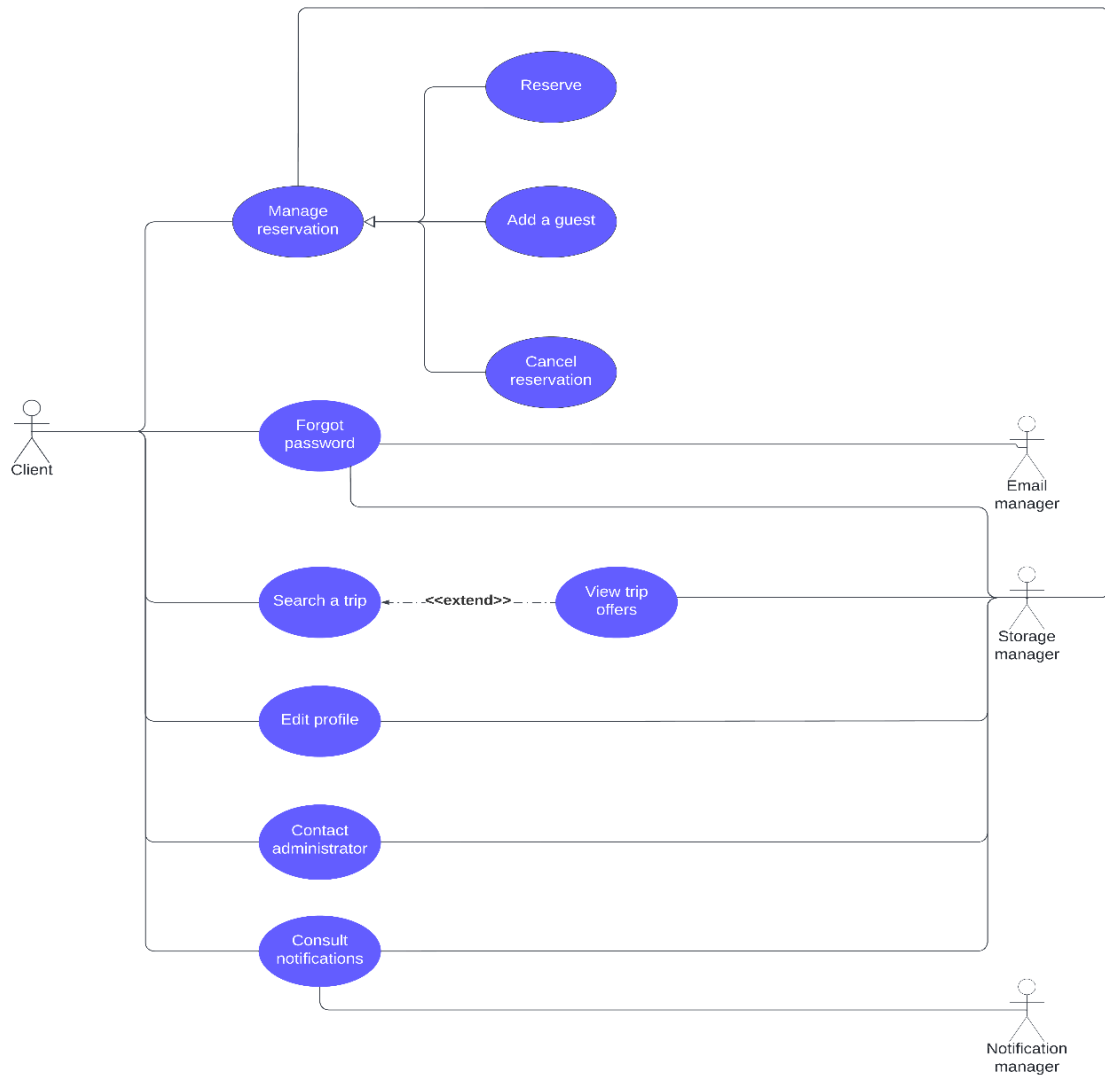 Reserve
Manage
reservation
Add a guest
Cancel
reservation
Forgot
password
Client
Email
manager
Search a trip
<<extend>>
View trip
offers
Storage
manager
Edit profile
Contact
administrator
Consult
notifications
Notification
manager